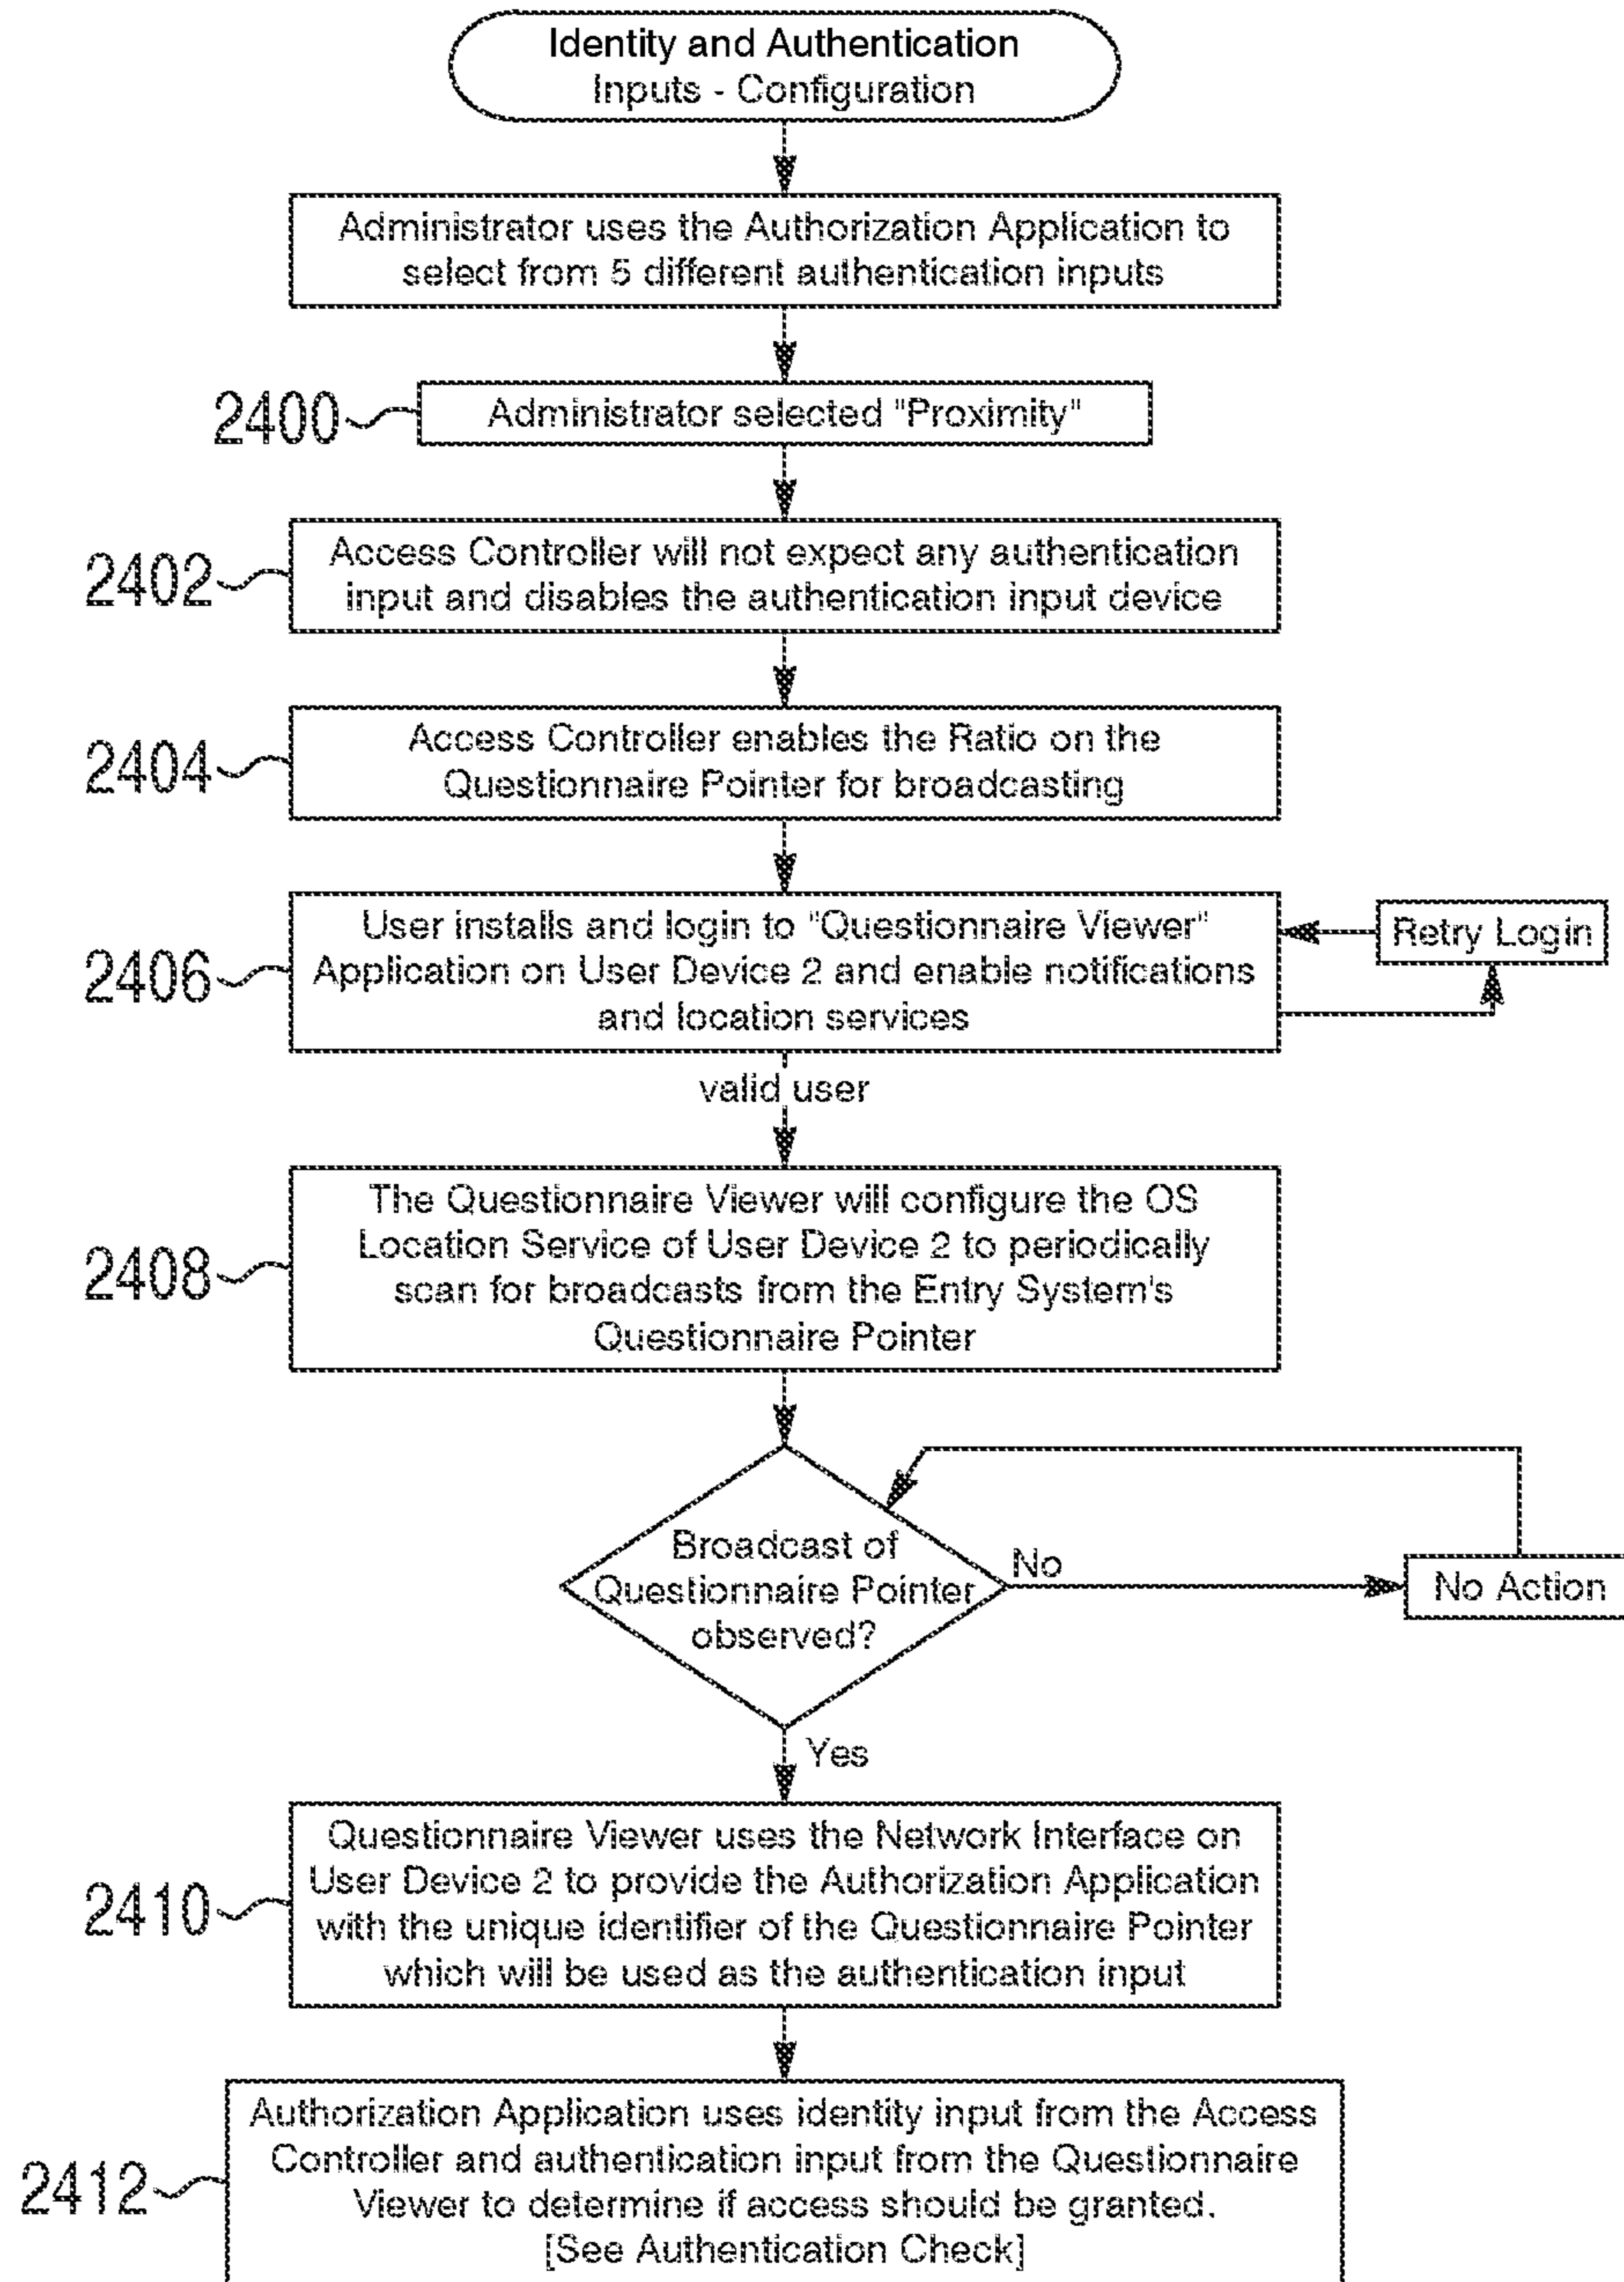 Identity and Authentication
Inputs - Configuration
Administrator uses the Authorization Application to
select from 5 different authentication inputs
2400
Administrator selected "Proximity"
2402
Access Controller will not expect any authentication
input and disables the authentication input device
2404
Access Controller enables the Ratio on the
Questionnaire Pointer for broadcasting
2406
User installs and login to "Questionnaire Viewer"
Application on User Device 2 and enable notifications
and location services
Retry Login
valid user
2408
The Questionnaire Viewer will configure the OS
Location Service of User Device 2 to periodically
scan for broadcasts from the Entry System's
Questionnaire Pointer
Broadcast of
Questionnaire Pointer
observed?
No
No Action
Yes
2410
Questionnaire Viewer uses the Network Interface on
User Device 2 to provide the Authorization Application
with the unique identifier of the Questionnaire Pointer
which will be used as the authentication input
2412
Authorization Application uses identity input from the Access
Controller and authentication input from the Questionnaire
Viewer to determine if access should be granted.
[See Authentication Check]